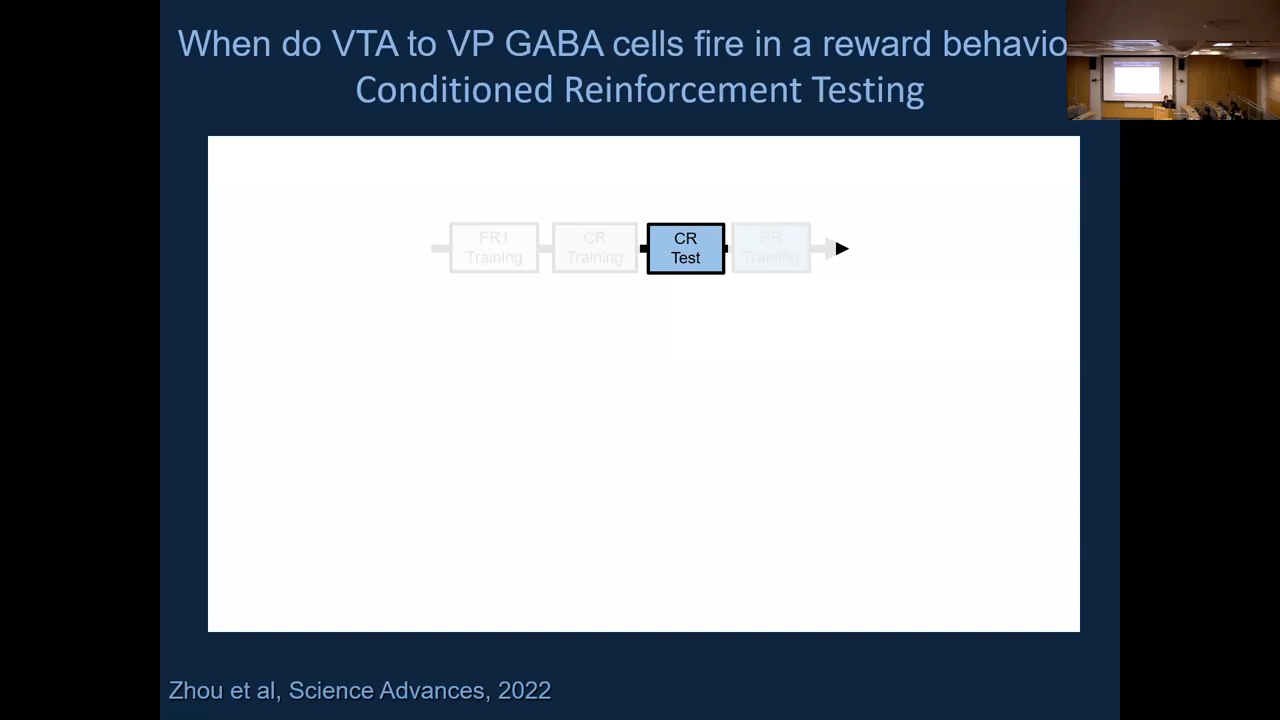 When do VTA to VP GABA cells fire in a reward behavio
Conditioned Reinforcement Testing
FR1
Training
CR
Training
CR
Test
PR
Training
Zhou et al, Science Advances, 2022